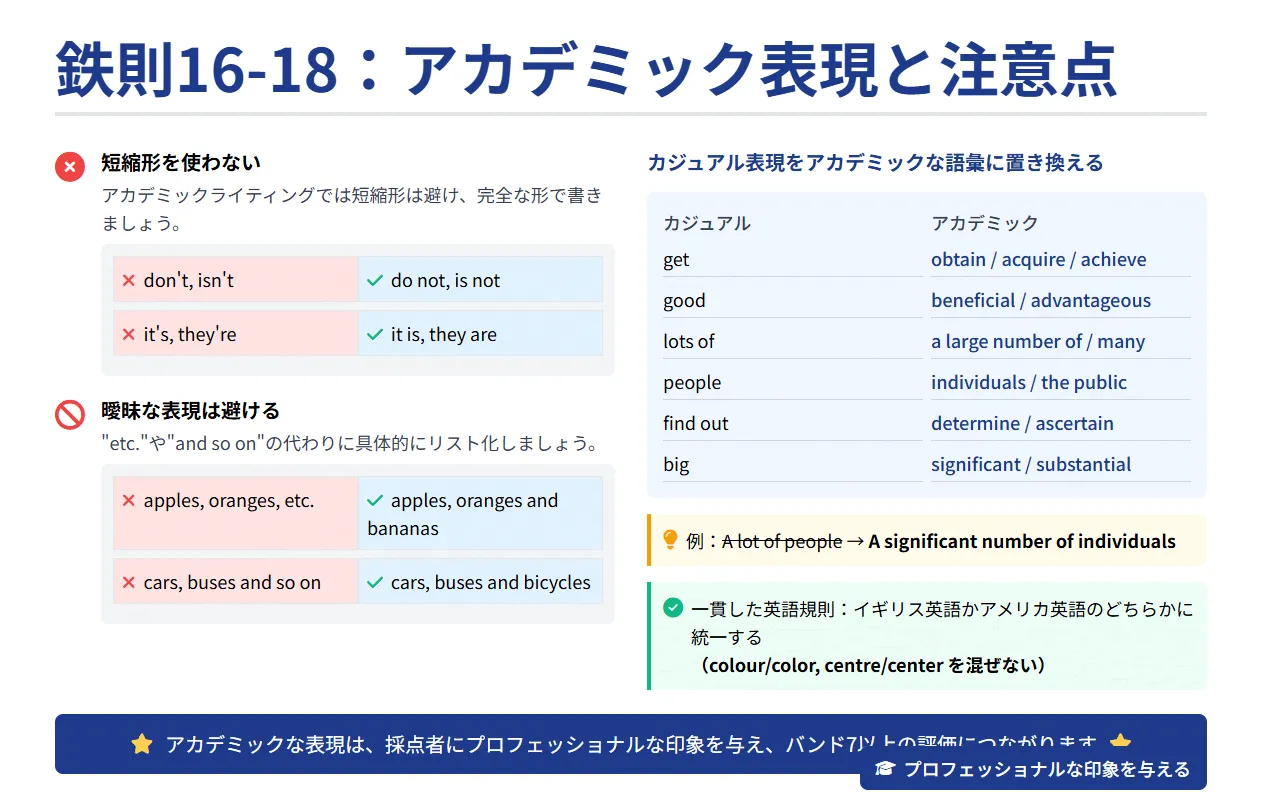 鉄則16-18：アカデミック表現と注意点
短縮形を使わない
アカデミックライティングでは短縮形は避け、完全な形で書き
ましょう。
don't, isn't
do not, is not
it's, they're
it is, they are
曖昧な表現は避ける
"etc."や"and so on"の代わりに具体的にリスト化しましょう。
apples, oranges, etc.
apples, oranges and
bananas
cars, buses and so on
cars, buses and bicycles
カジュアル表現をアカデミックな語彙に置き換える
カジュアル アカデミック
get obtain / acquire / achieve
good beneficial / advantageous
lots of a large number of / many
people individuals / the public
find out determine / ascertain
big significant / substantial
例：A lot of people → A significant number of individuals
一貫した英語規則：イギリス英語かアメリカ英語のどちらかに
統一する
（colour/color, centre/center を混ぜない）
アカデミックな表現は、採点者にプロフェッショナルな印象を与え、バンド7以上の評価につながります
プロフェッショナルな印象を与える